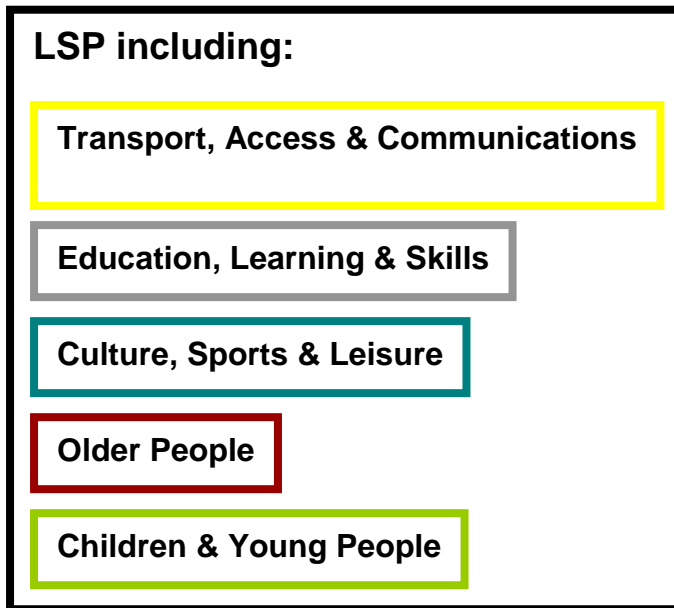 LSP including:
Transport, Access & Communications
Education, Learning & Skills
Culture, Sports & Leisure
Older People
Children & Young People